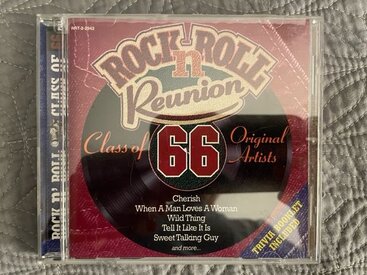 ROCK n ROLL
Reunion
Class of 66 Original Artists
Cherish
When A Man Loves A Woman
Wild Thing
Tell It Like It Is
Sweet Talking Guy
and more...
TRIVIA BOOKLET
INCLUDED!
ROCK N' ROLL
CLASS OF